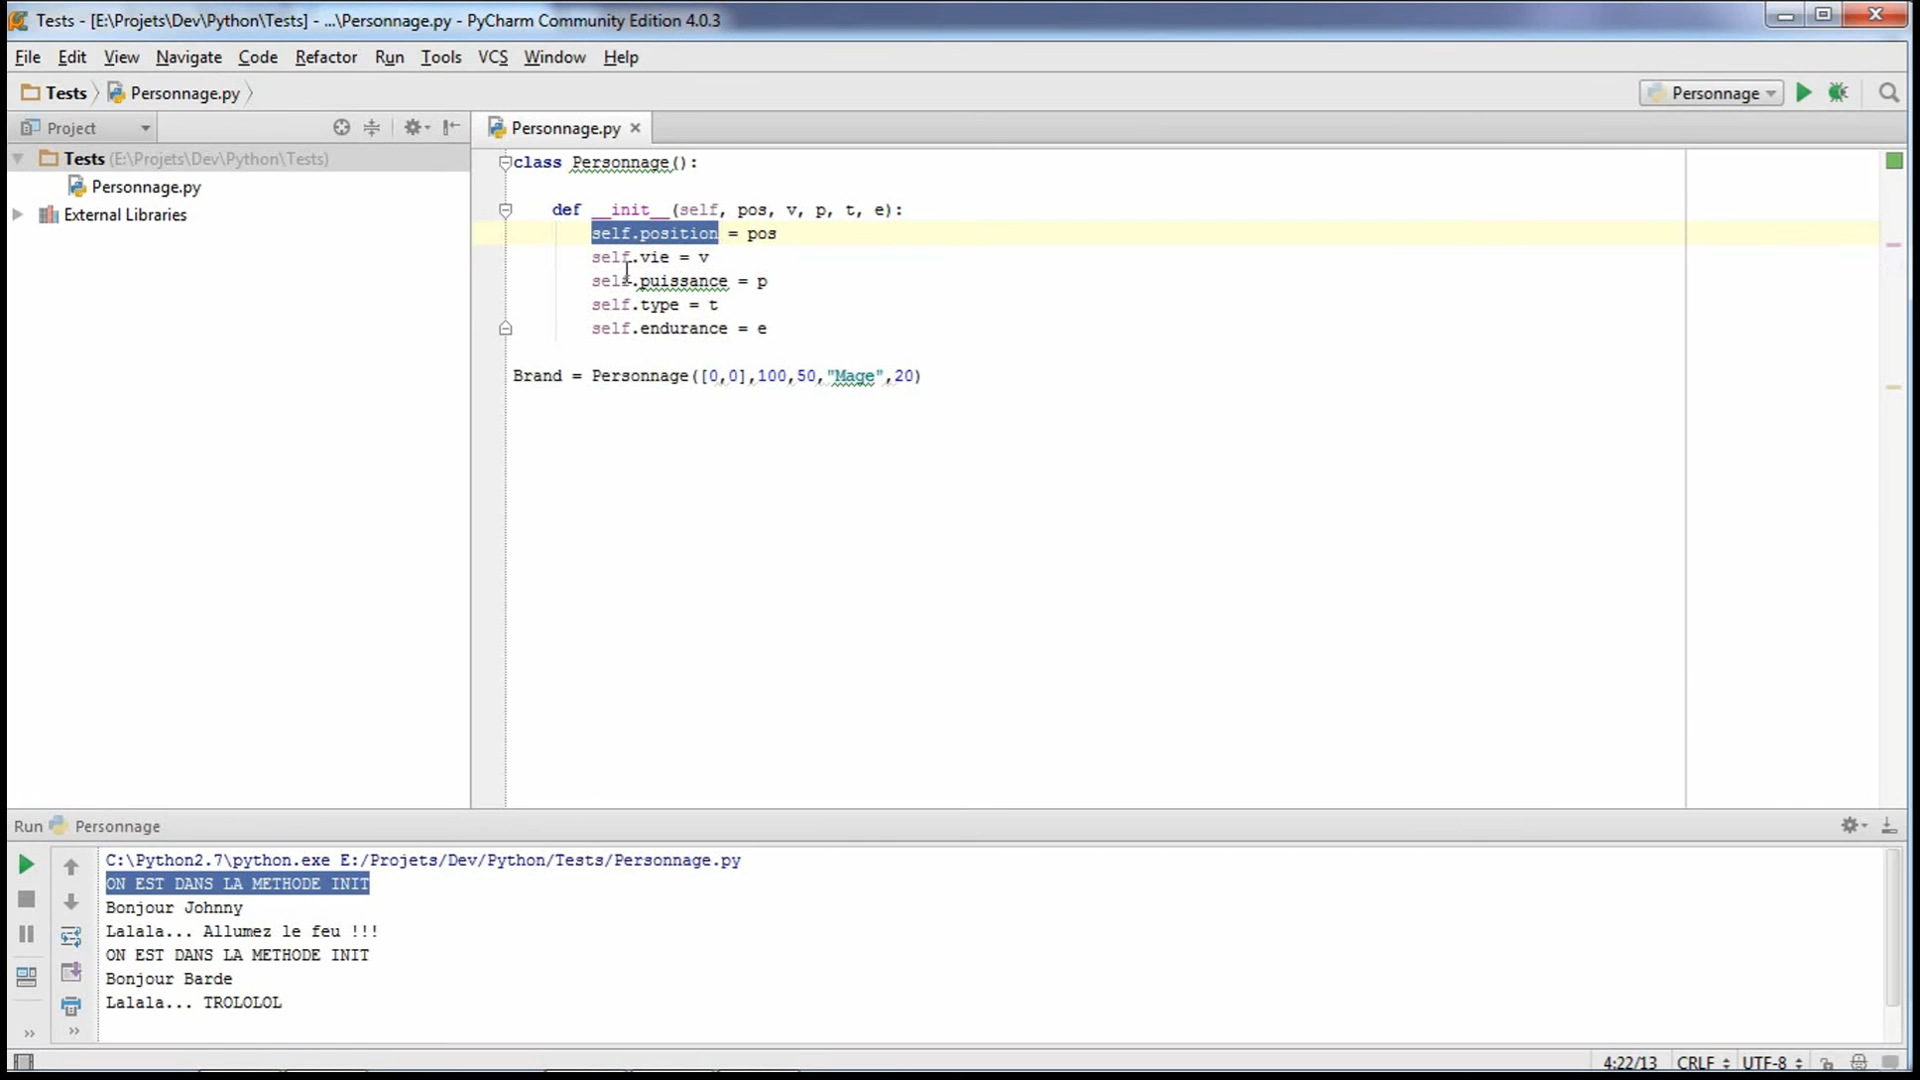 Tests - [E:\Projets\Dev\Python\Tests] - ...\Personnage.py - PyCharm Community Edition 4.0.3
File Edit View Navigate Code Refactor Run Tools VCS Window Help
Tests Personnage.py Personnage
Project Personnage.py
Tests (E:\Projets\Dev\Python\Tests)
Personnage.py
External Libraries
class Personnage():
def __init__(self, pos, v, p, t, e):
self.position = pos
self.vie = v
self.puissance = p
self.type = t
self.endurance = e
Brand = Personnage([0,0],100,50,"Mage",20)
Run Personnage
C:\Python2.7\python.exe E:/Projets/Dev/Python/Tests/Personnage.py
ON EST DANS LA METHODE INIT
Bonjour Johnny
Lalala... Allumez le feu !!!
ON EST DANS LA METHODE INIT
Bonjour Barde
Lalala... TROLOLOL
4:22/13 CRLF UTF-8